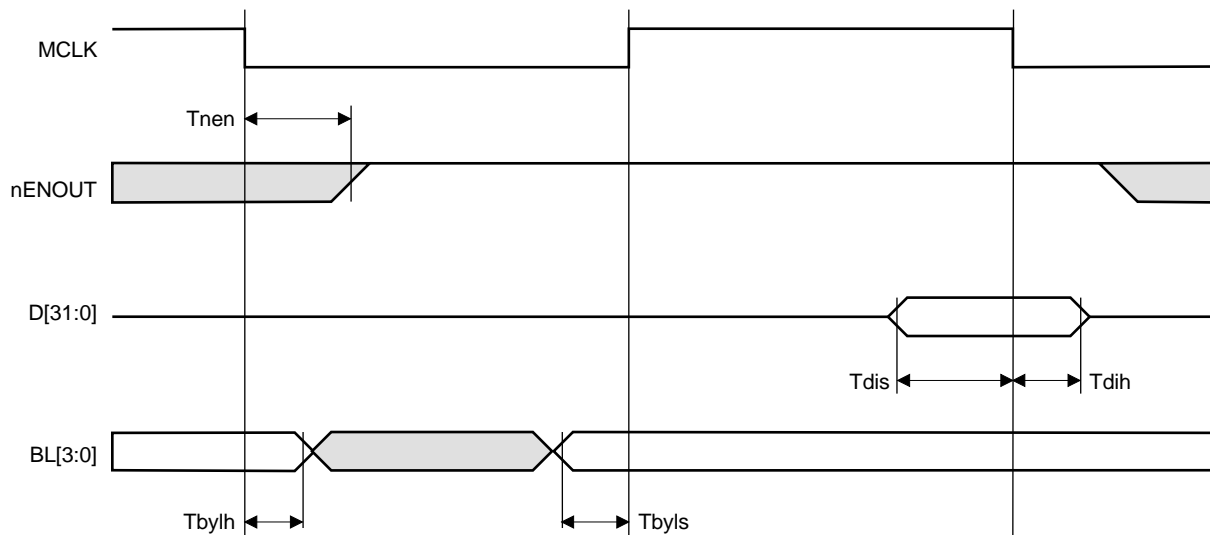 MCLK
Tnen
nENOUT
D[31:0]
Tdis
Tdih
BL[3:0]
Tbylh
Tbyls